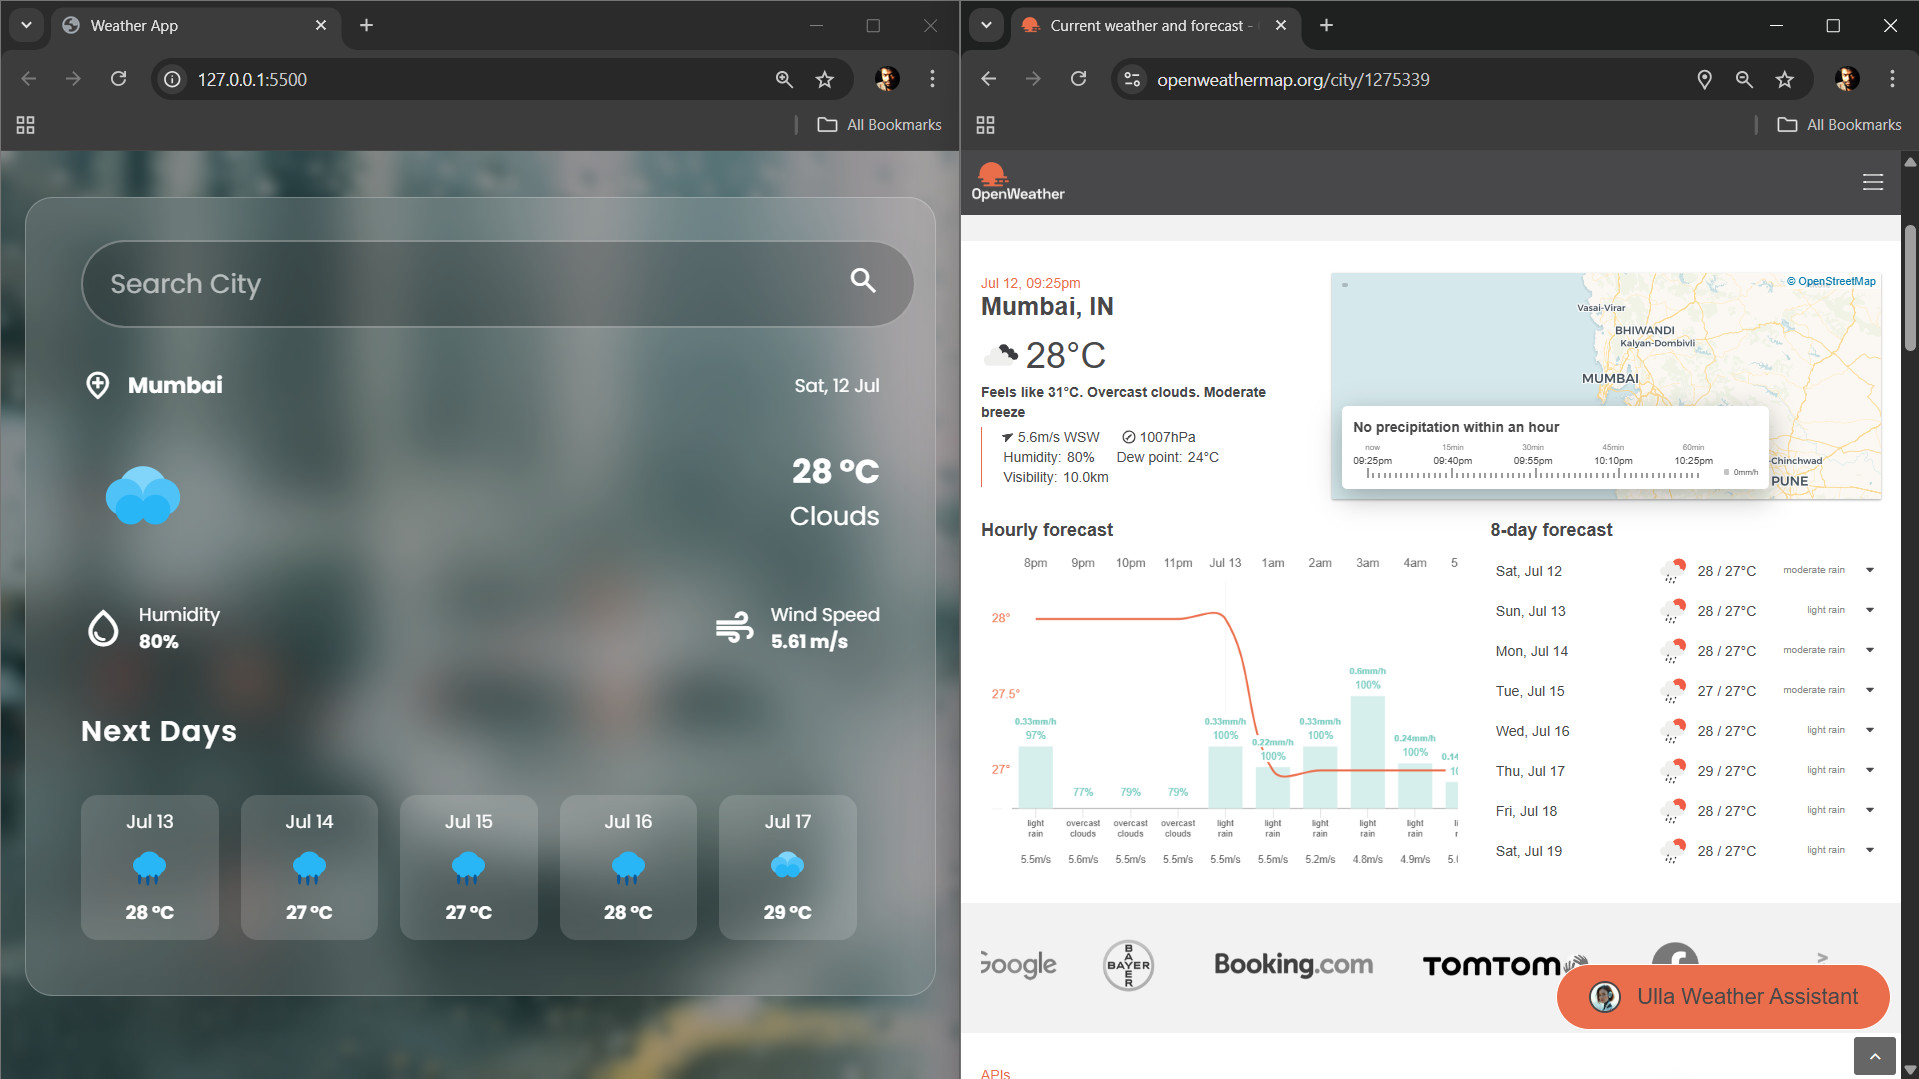 Weather App
127.0.0.1:5500
All Bookmarks
Search City
Mumbai
Sat, 12 Jul
28 °C
Clouds
Humidity
80%
Wind Speed
5.61 m/s
Next Days
Jul 13
Jul 14
Jul 15
Jul 16
Jul 17
28 °C
27 °C
27 °C
28 °C
29 °C
Current weather and forecast -
openweathermap.org/city/1275339
All Bookmarks
OpenWeather
Jul 12, 09:25pm
Mumbai, IN
28°C
Feels like 31°C. Overcast clouds. Moderate
breeze
5.6m/s WSW 1007hPa
Humidity: 80% Dew point: 24°C
Visibility: 10.0km
© OpenStreetMap
Vasai-Virar
BHIWANDI
Kalyan-Dombivli
MUMBAI
-Chinchwad
PUNE
No precipitation within an hour
now 15min 30min 45min 60min
09:25pm 09:40pm 09:55pm 10:10pm 10:25pm
0mm/h
Hourly forecast
8pm 9pm 10pm 11pm Jul 13 1am 2am 3am 4am 5
28°
27.5°
27°
0.33mm/h
97%
77%
79%
79%
0.33mm/h
100%
0.22mm/h
100%
0.33mm/h
100%
0.6mm/h
100%
0.24mm/h
100%
0.14
10
light rain
overcast clouds
overcast clouds
overcast clouds
light rain
light rain
light rain
light rain
light rain
li
5.5m/s 5.6m/s 5.5m/s 5.5m/s 5.5m/s 5.5m/s 5.2m/s 4.8m/s 4.9m/s 5.0
8-day forecast
Sat, Jul 12 28 / 27°C moderate rain
Sun, Jul 13 28 / 27°C light rain
Mon, Jul 14 28 / 27°C moderate rain
Tue, Jul 15 27 / 27°C moderate rain
Wed, Jul 16 28 / 27°C light rain
Thu, Jul 17 29 / 27°C light rain
Fri, Jul 18 28 / 27°C light rain
Sat, Jul 19 28 / 27°C light rain
Google
BAYER
BAYER
Booking.com
TOMTOM
>
Ulla Weather Assistant
APIs